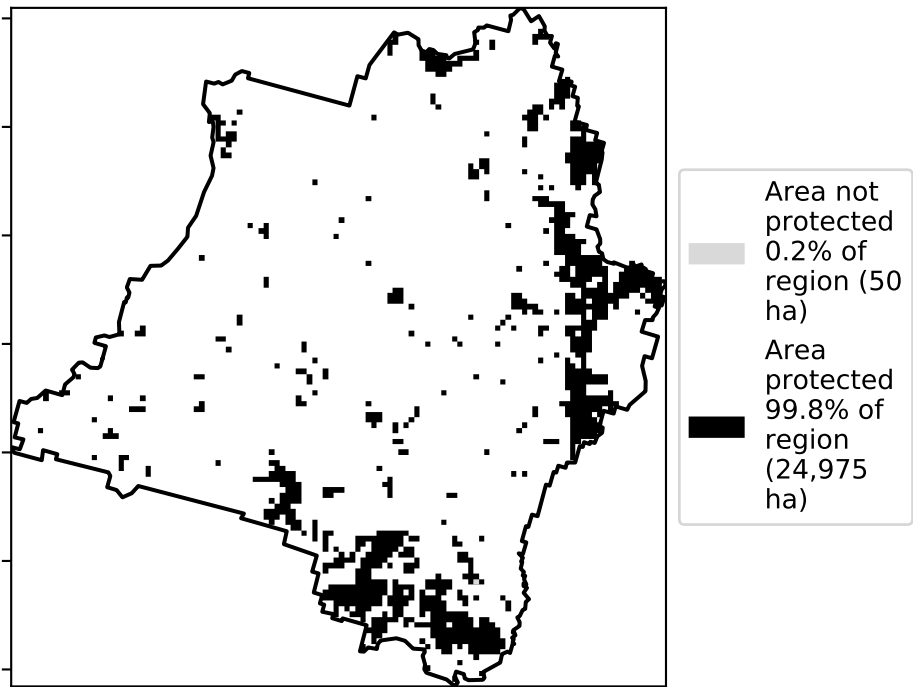 Area not
protected
0.2% of
region (50
ha)
Area
protected
99.8% of
region
(24,975
ha)